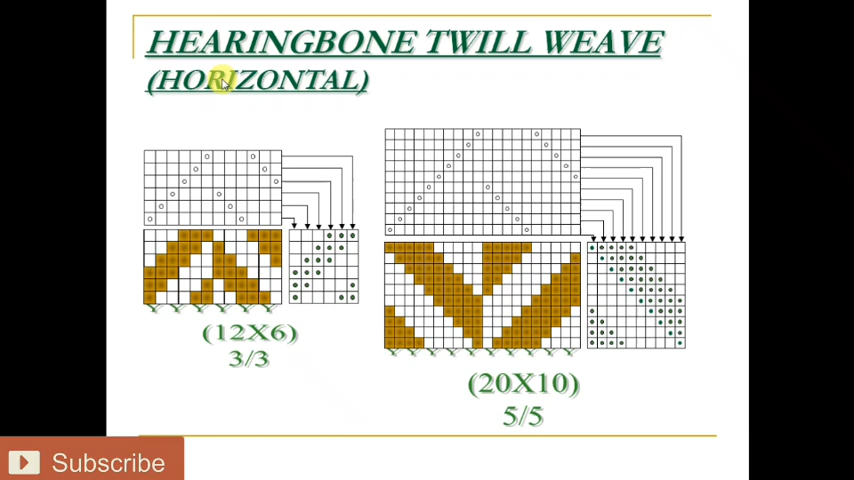 HEARINGBONE TWILL WEAVE
(HORIZONTAL)
(12X6)
3/3
(20X10)
5/5
Subscribe